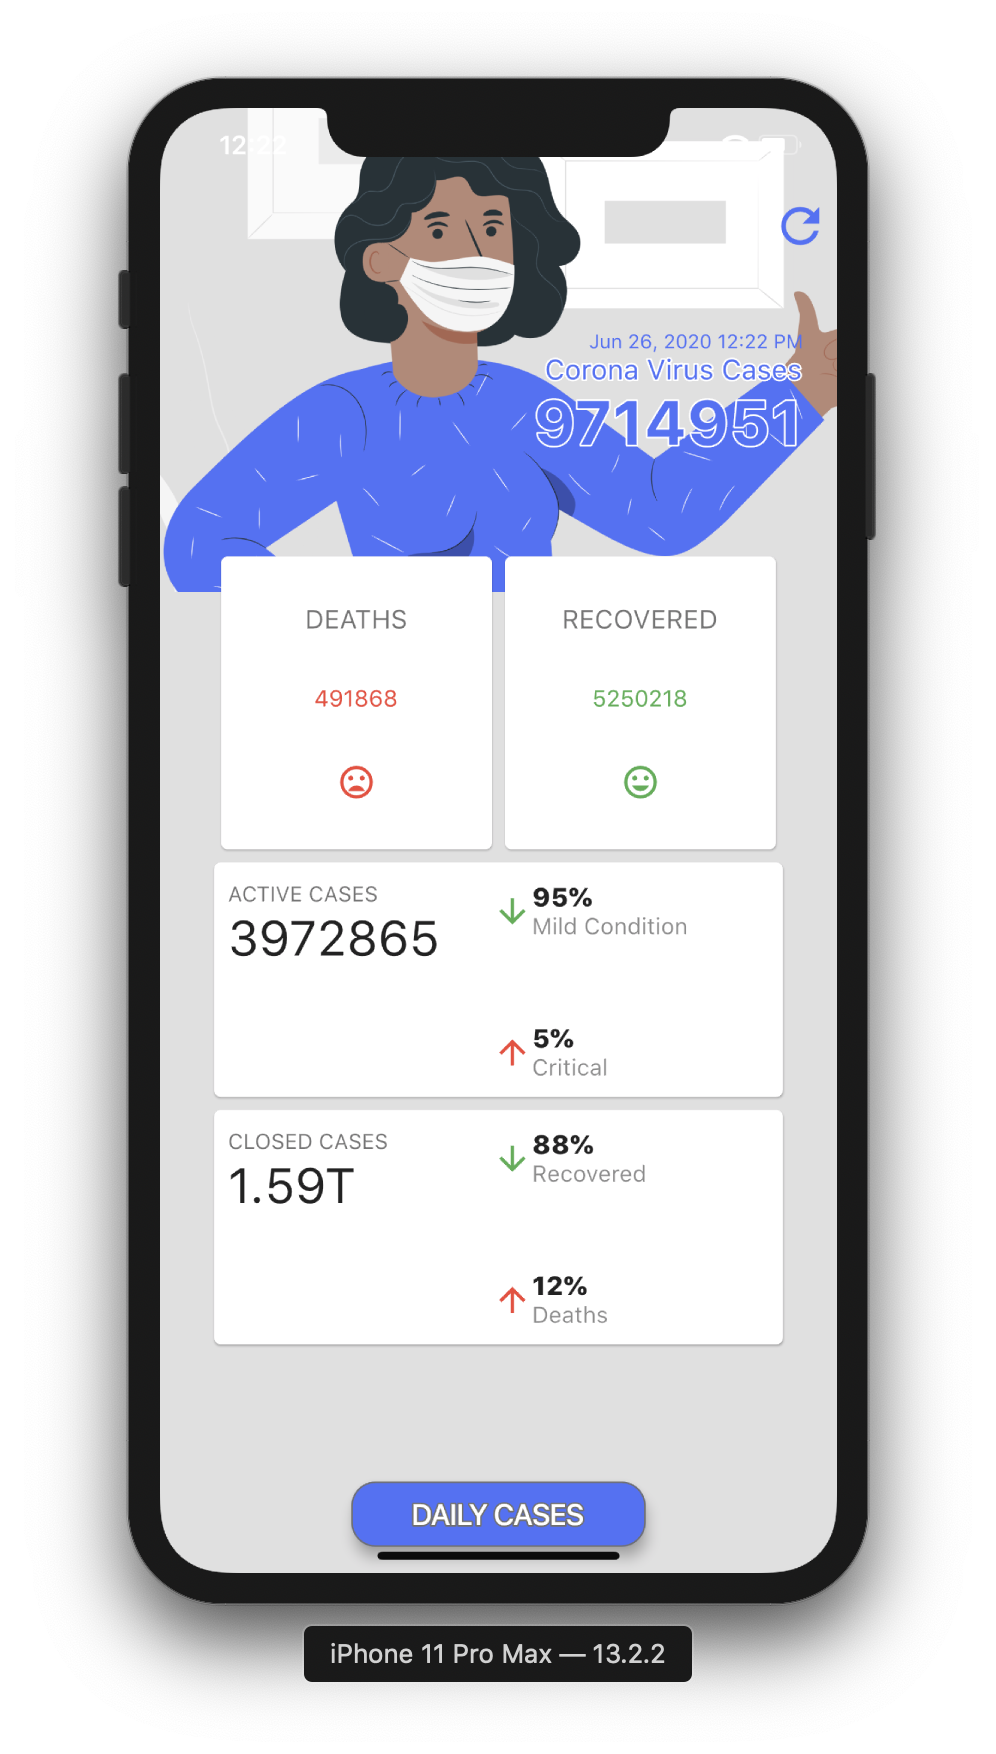 12:22
Jun 26, 2020 12:22 PM
Corona Virus Cases
9714951
DEATHS
RECOVERED
491868
5250218
ACTIVE CASES
3972865
95%
Mild Condition
5%
Critical
CLOSED CASES
1.59T
88%
Recovered
12%
Deaths
DAILY CASES
iPhone 11 Pro Max — 13.2.2